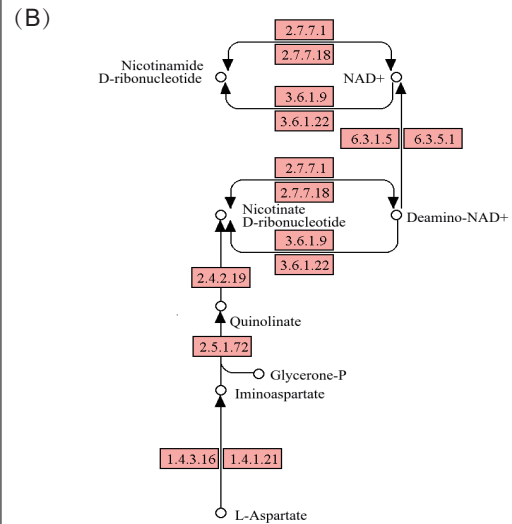 (B)
2.7.7.1
2.7.7.18
Nicotinamide
D-ribonucleotide
NAD+
3.6.1.9
3.6.1.22
6.3.1.5
6.3.5.1
2.7.7.1
2.7.7.18
Nicotinate
D-ribonucleotide
Deamino-NAD+
3.6.1.9
3.6.1.22
2.4.2.19
Quinolinate
2.5.1.72
Glycerone-P
Iminoaspartate
1.4.3.16
1.4.1.21
L-Aspartate